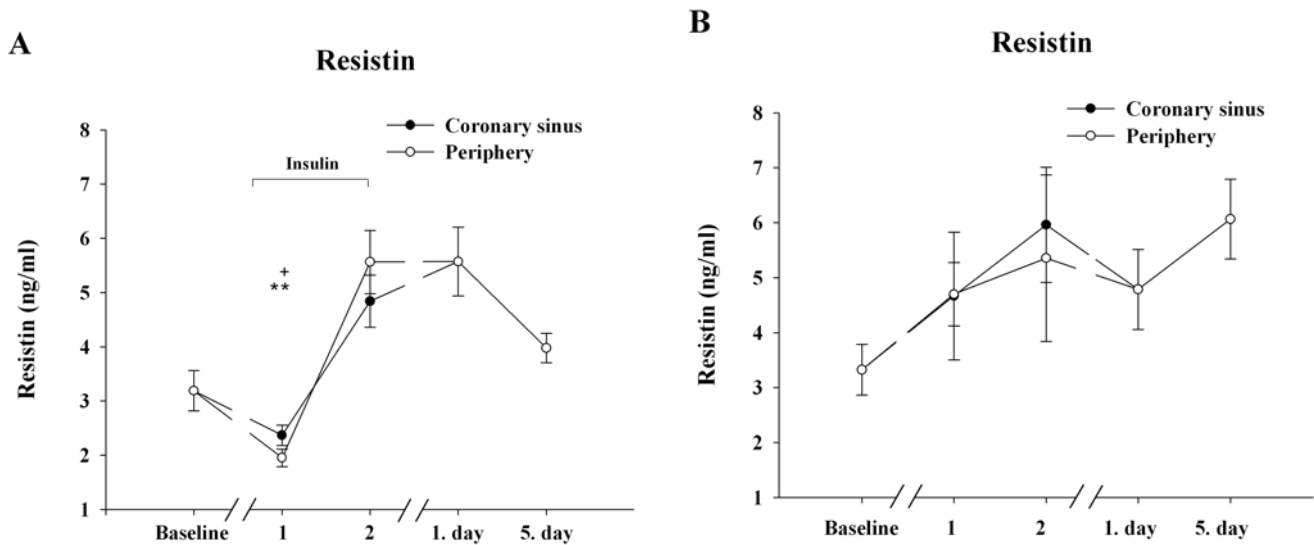 A
Resistin
Coronary sinus
Periphery
Insulin
+
**
Resistin (ng/ml)
8
7
6
5
4
3
2
1
Baseline 1 2 1. day 5. day
B
Resistin
Coronary sinus
Periphery
Resistin (ng/ml)
8
7
6
5
4
3
2
1
Baseline 1 2 1. day 5. day